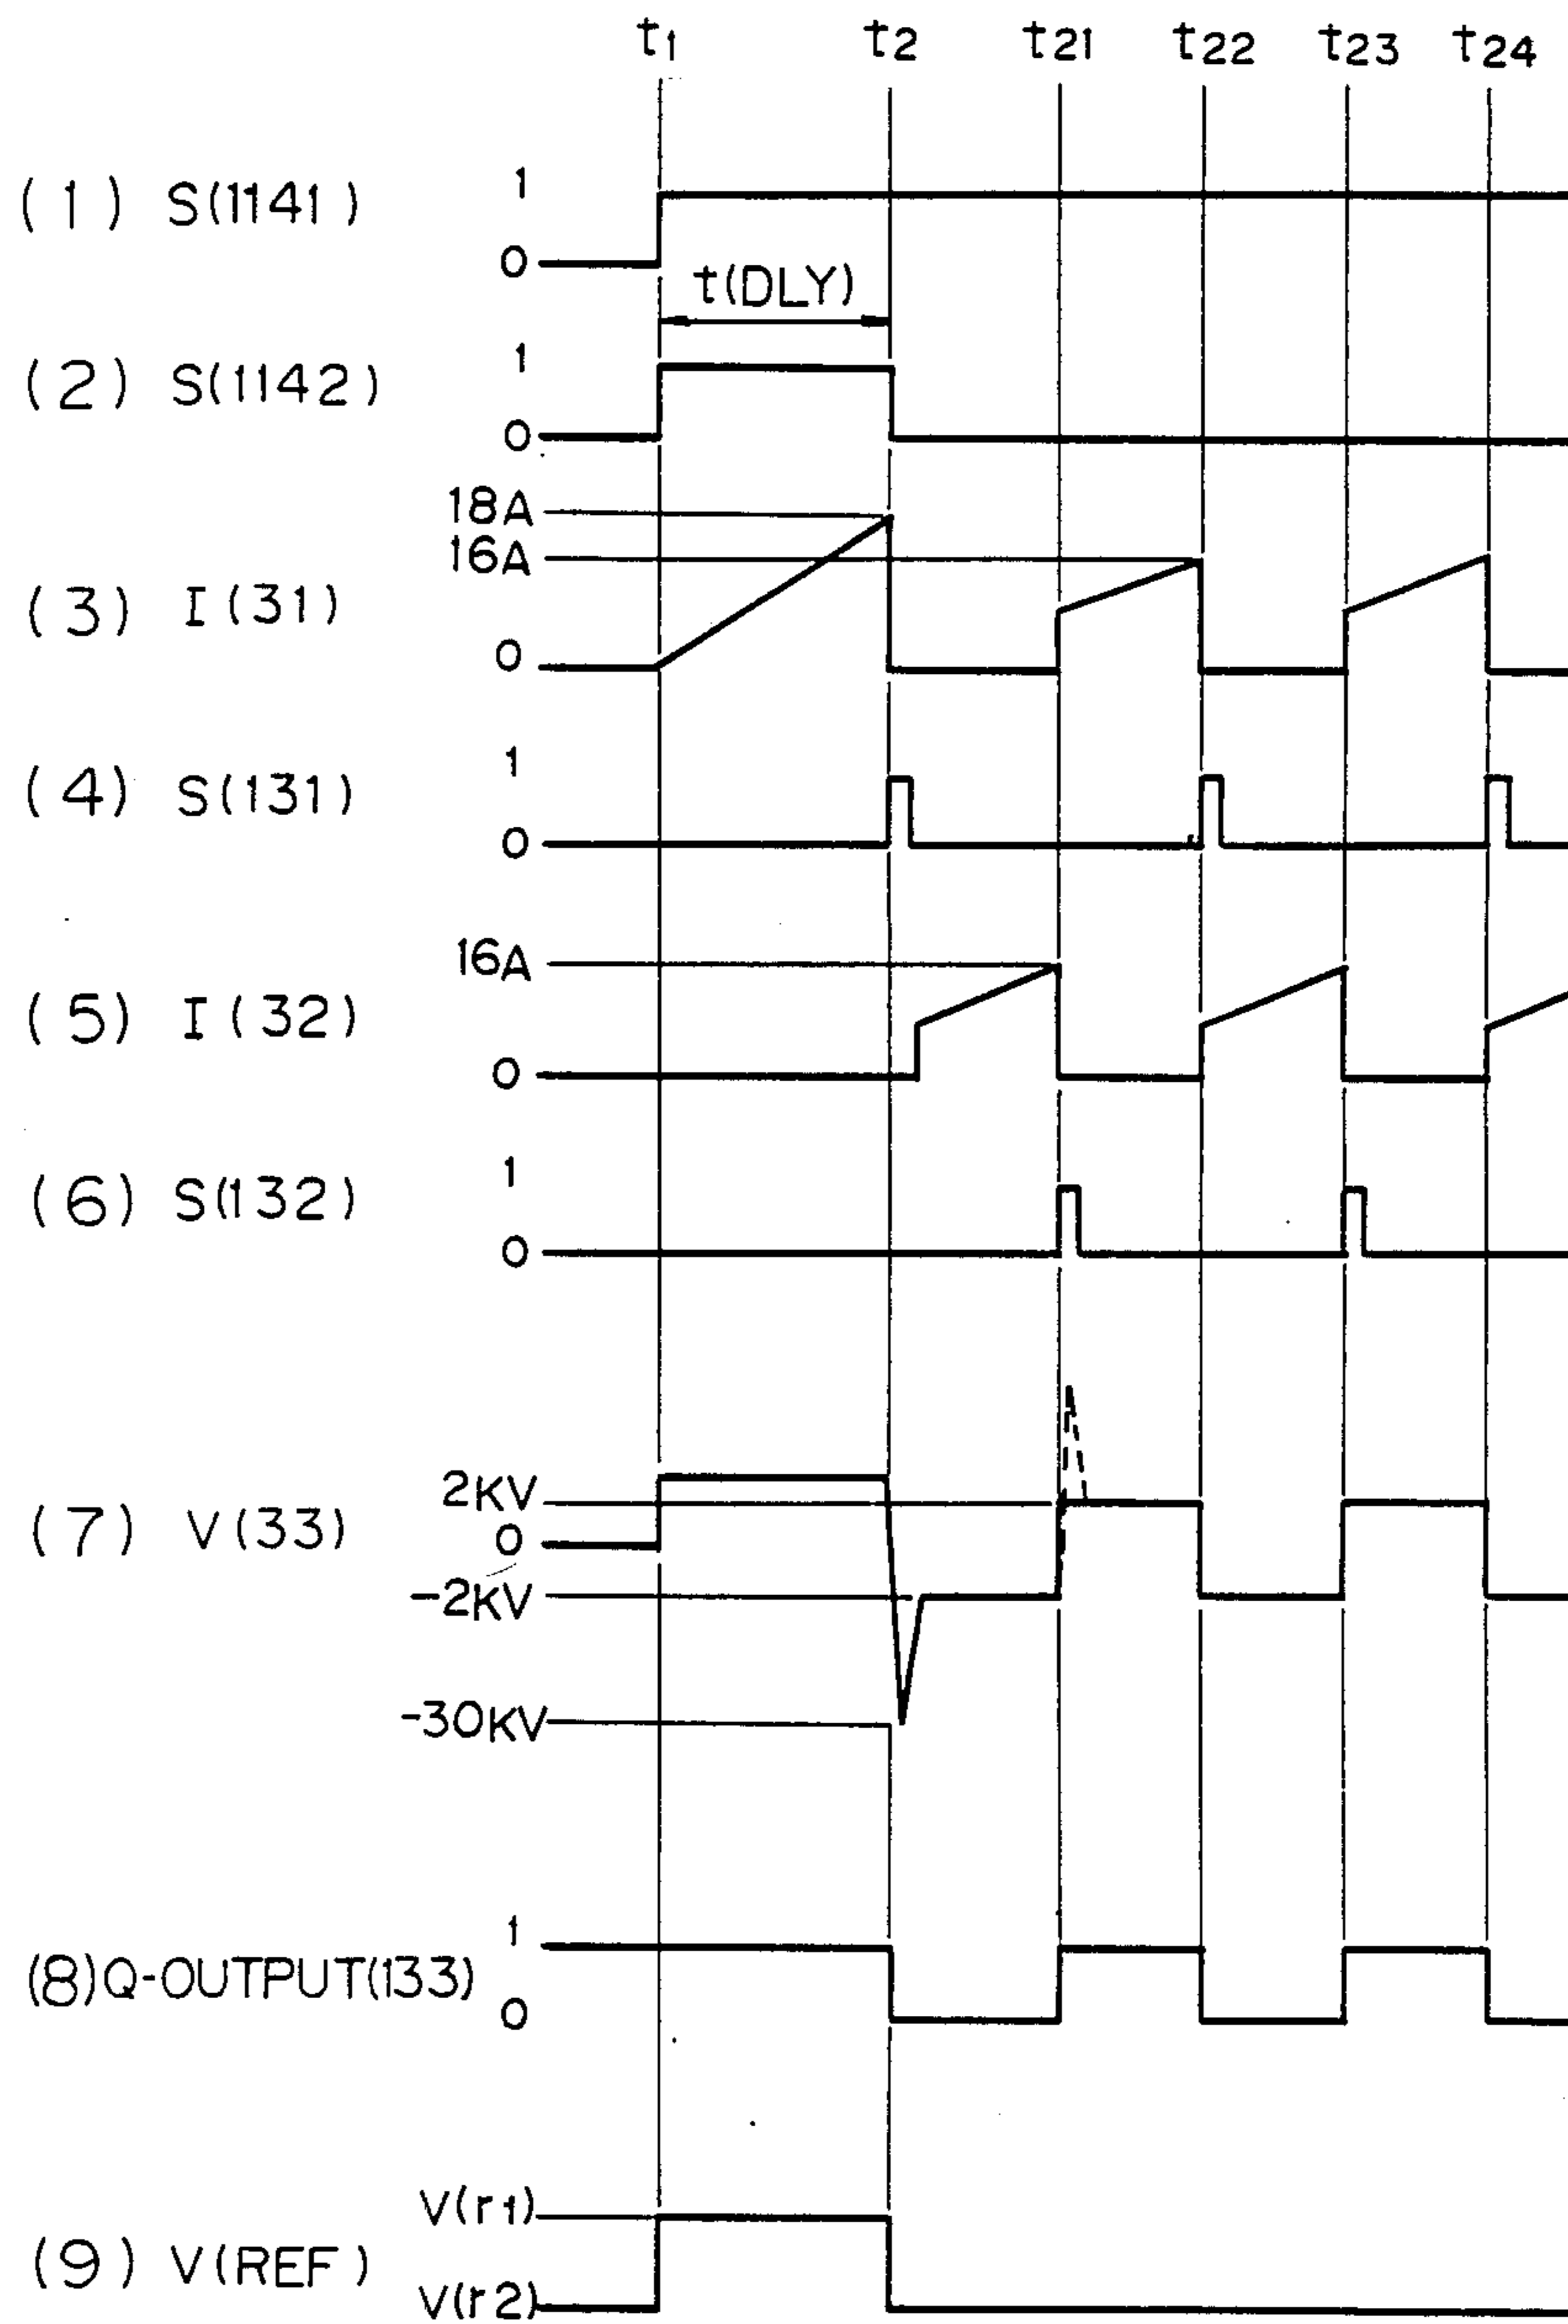 t1 t2 t21 t22 t23 t24
(1) S(1141) 1
0
t(DLY)
(2) S(1142) 1
0
18A
16A
(3) I(31)
0
(4) S(131) 1
0
16A
(5) I(32)
0
(6) S(132) 1
0
2KV
(7) V(33) 0
-2KV
-30KV
(8)Q-OUTPUT(133) 1
0
V(r1)
(9) V(REF)
V(r2)